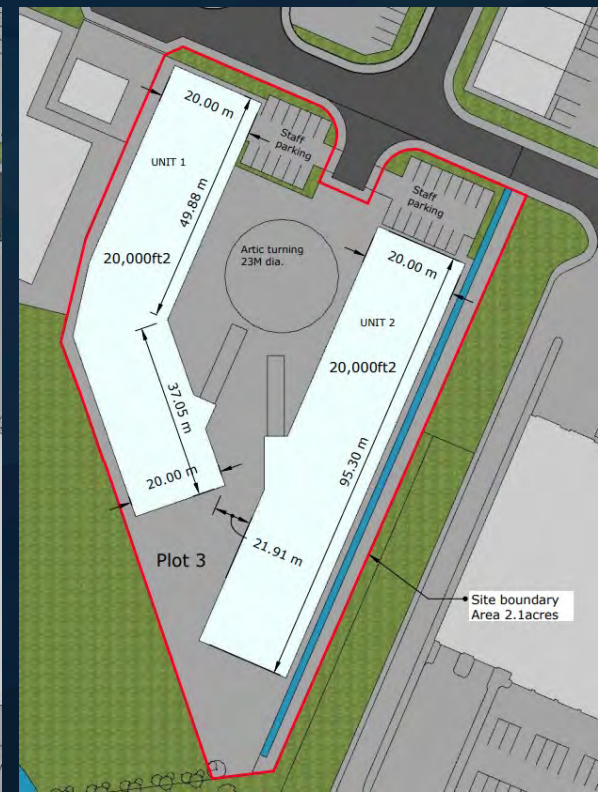 20.00 m
Staff
parking
UNIT 1
49.88 m
Staff
parking
20,000ft2
Artic turning
23M dia.
20.00 m
UNIT 2
20,000ft2
37.05 m
95.30 m
20.00 m
21.91 m
Plot 3
Site boundary
Area 2.1acres